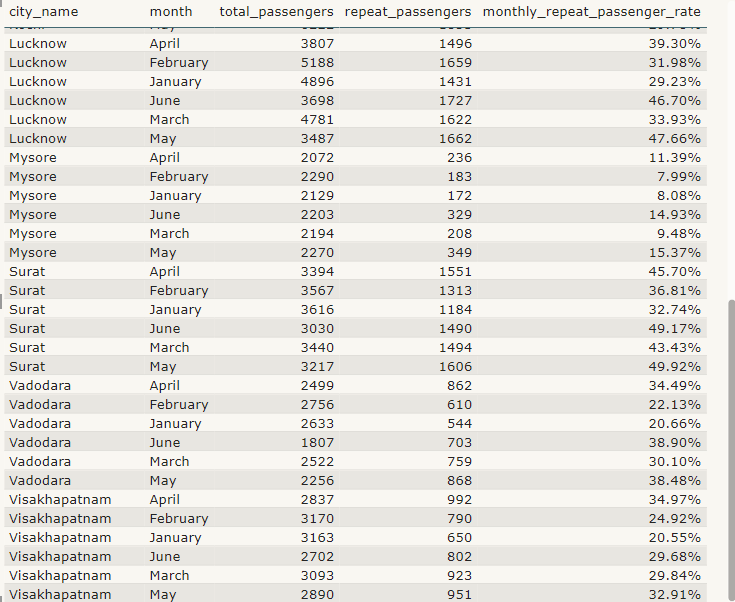 city_name month total_passengers repeat_passengers monthly_repeat_passenger_rate
Lucknow April 3807 1496 39.30%
Lucknow February 5188 1659 31.98%
Lucknow January 4896 1431 29.23%
Lucknow June 3698 1727 46.70%
Lucknow March 4781 1622 33.93%
Lucknow May 3487 1662 47.66%
Mysore April 2072 236 11.39%
Mysore February 2290 183 7.99%
Mysore January 2129 172 8.08%
Mysore June 2203 329 14.93%
Mysore March 2194 208 9.48%
Mysore May 2270 349 15.37%
Surat April 3394 1551 45.70%
Surat February 3567 1313 36.81%
Surat January 3616 1184 32.74%
Surat June 3030 1490 49.17%
Surat March 3440 1494 43.43%
Surat May 3217 1606 49.92%
Vadodara April 2499 862 34.49%
Vadodara February 2756 610 22.13%
Vadodara January 2633 544 20.66%
Vadodara June 1807 703 38.90%
Vadodara March 2522 759 30.10%
Vadodara May 2256 868 38.48%
Visakhapatnam April 2837 992 34.97%
Visakhapatnam February 3170 790 24.92%
Visakhapatnam January 3163 650 20.55%
Visakhapatnam June 2702 802 29.68%
Visakhapatnam March 3093 923 29.84%
Visakhapatnam May 2890 951 32.91%